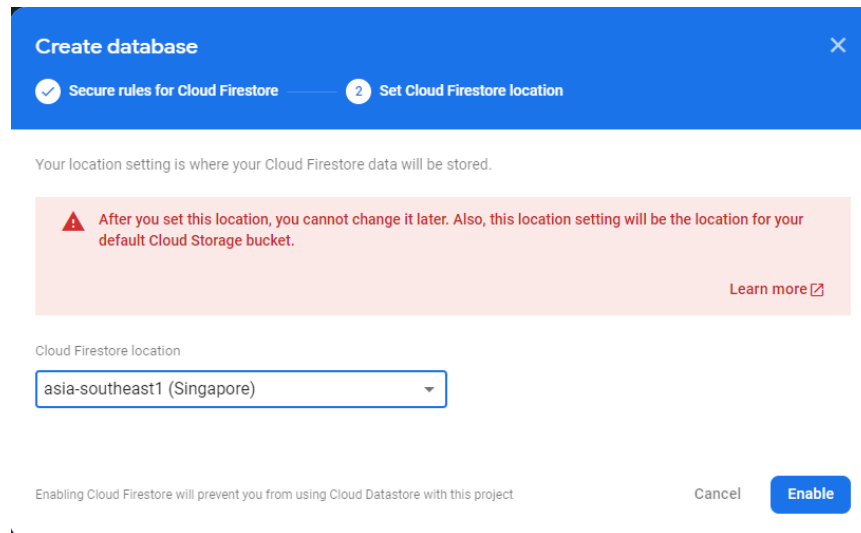 Create database
Secure rules for Cloud Firestore
2 Set Cloud Firestore location
Your location setting is where your Cloud Firestore data will be stored.
After you set this location, you cannot change it later. Also, this location setting will be the location for your
default Cloud Storage bucket.
Learn more
Cloud Firestore location
asia-southeast1 (Singapore)
Enabling Cloud Firestore will prevent you from using Cloud Datastore with this project
Cancel
Enable